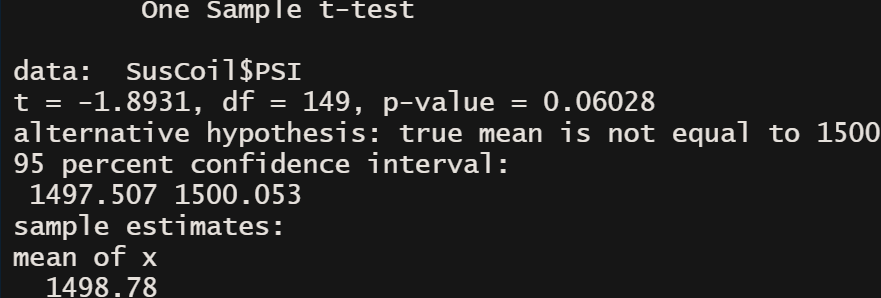 One Sample t-test
data: SusCoil$PSI
t = -1.8931, df = 149, p-value = 0.06028
alternative hypothesis: true mean is not equal to 1500
95 percent confidence interval:
1497.507 1500.053
sample estimates:
mean of x
1498.78